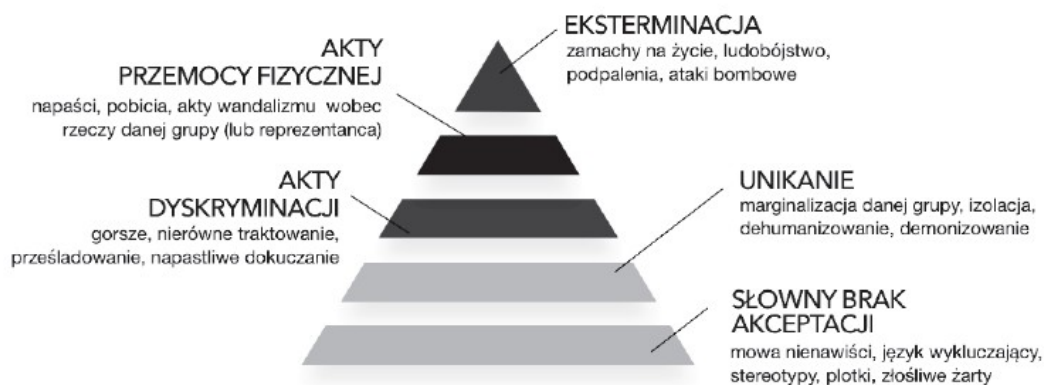 EKSTERMINACJA
zamachy na życie, ludobójstwo,
podpalenia, ataki bombowe
AKTY
PRZEMOCY FIZYCZNEJ
napaści, pobicia, akty wandalizmu wobec
rzeczy danej grupy (lub reprezentanca)
AKTY
DYSKRYMINACJI
gorsze, nierówne traktowanie,
prześladowanie, napastliwe dokuczanie
UNIKANIE
marginalizacja danej grupy, izolacja,
dehumanizowanie, demonizowanie
SŁOWNY BRAK
AKCEPTACJI
mowa nienawiści, język wykluczający,
stereotypy, plotki, złośliwe żarty